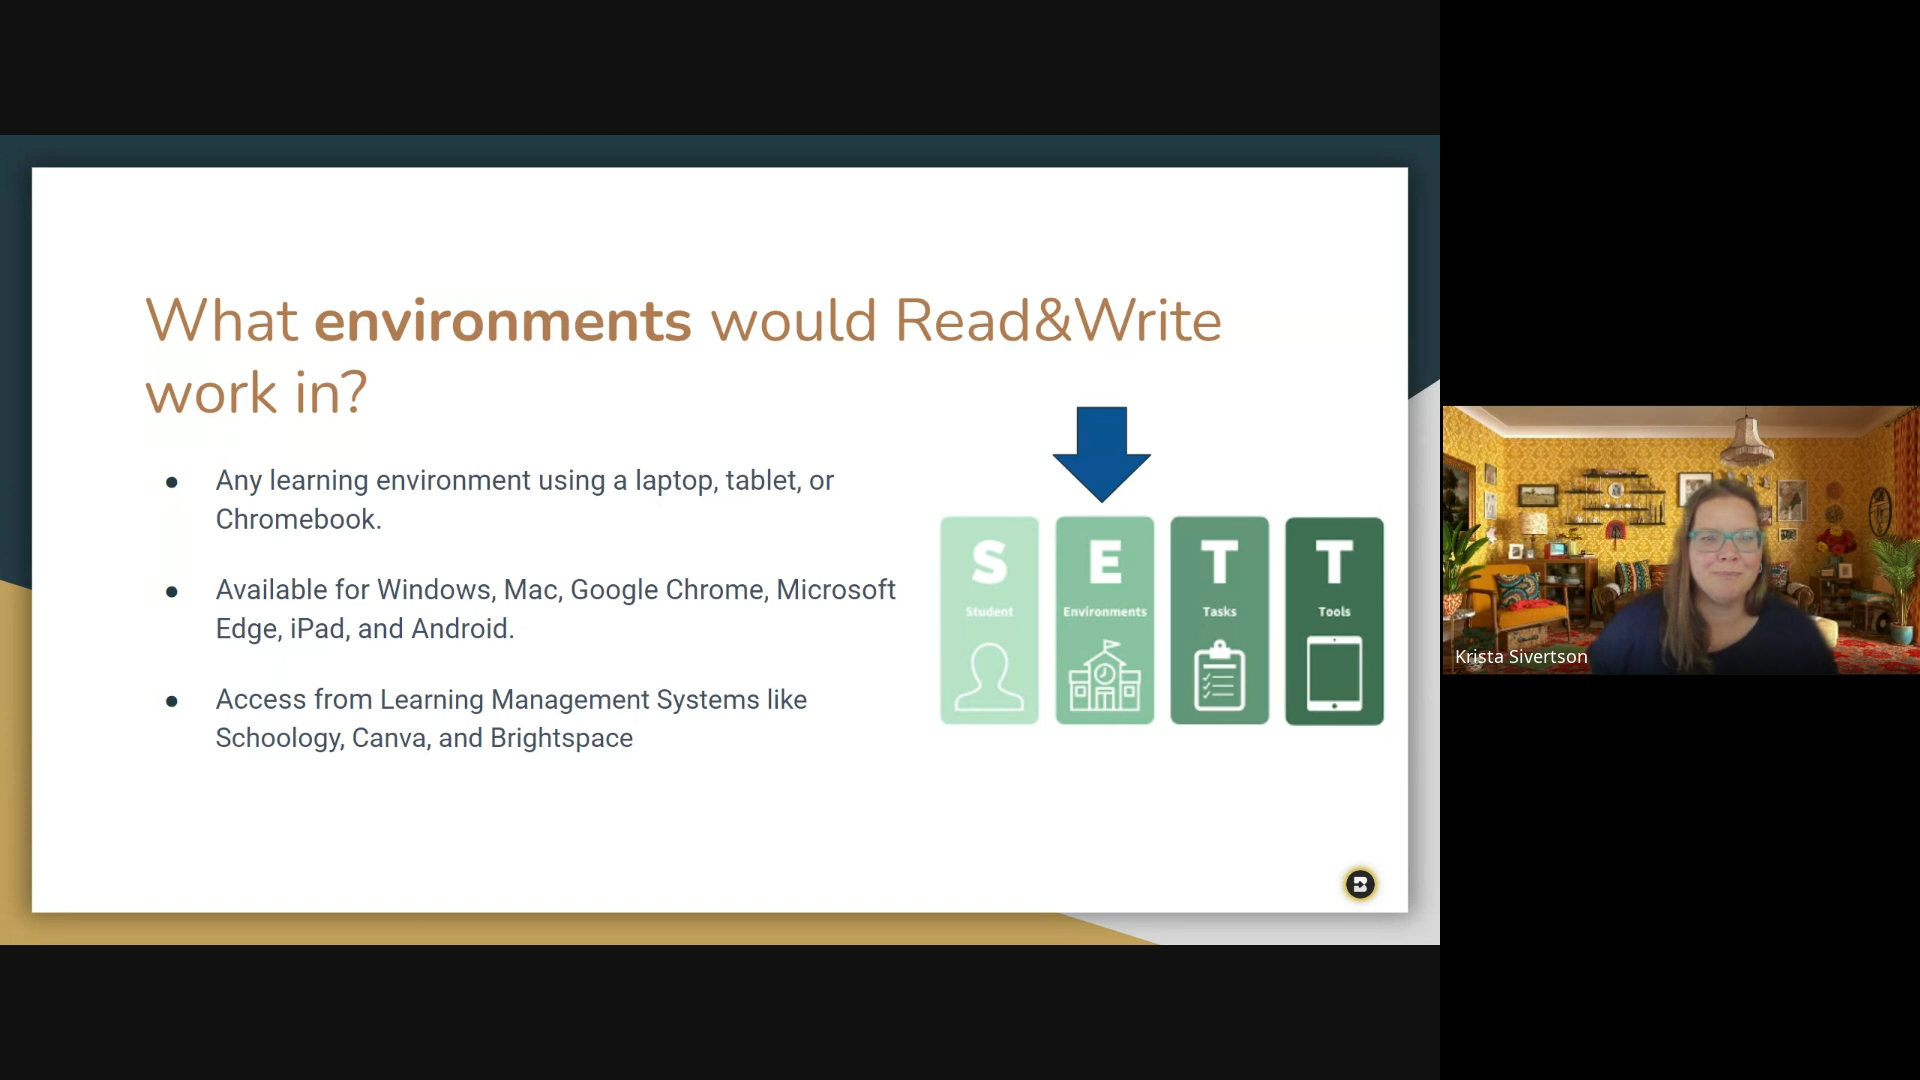 What environments would Read&Write
work in?
● Any learning environment using a laptop, tablet, or
Chromebook.
● Available for Windows, Mac, Google Chrome, Microsoft
Edge, iPad, and Android.
● Access from Learning Management Systems like
Schoology, Canva, and Brightspace
S E T T
Student Environments Tasks Tools
B
Krista Sivertson